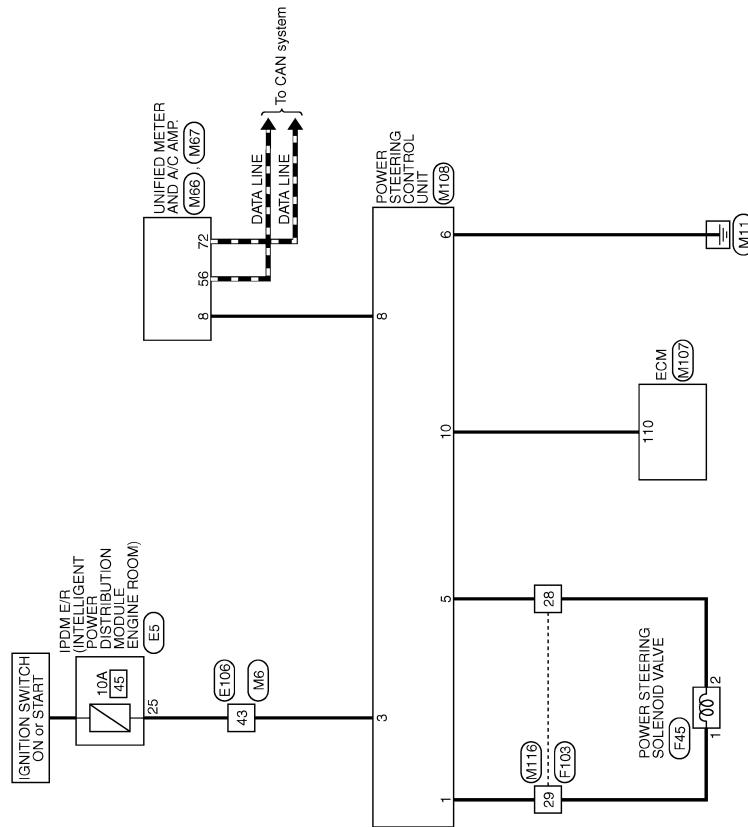 IGNITION SWITCH
ON or START
IPDM E/R
(INTELLIGENT
POWER
DISTRIBUTION
MODULE
ENGINE ROOM)
E5
10A
45
25
E106
43
M6
3
UNIFIED METER
AND A/C AMP.
M66 , M67
8
56
72
DATA LINE
DATA LINE
To CAN system
8
POWER
STEERING
CONTROL
UNIT
M108
1
5
10
6
M116
29
28
F103
POWER STEERING
SOLENOID VALVE
F45
1
2
110
ECM
M107
M11